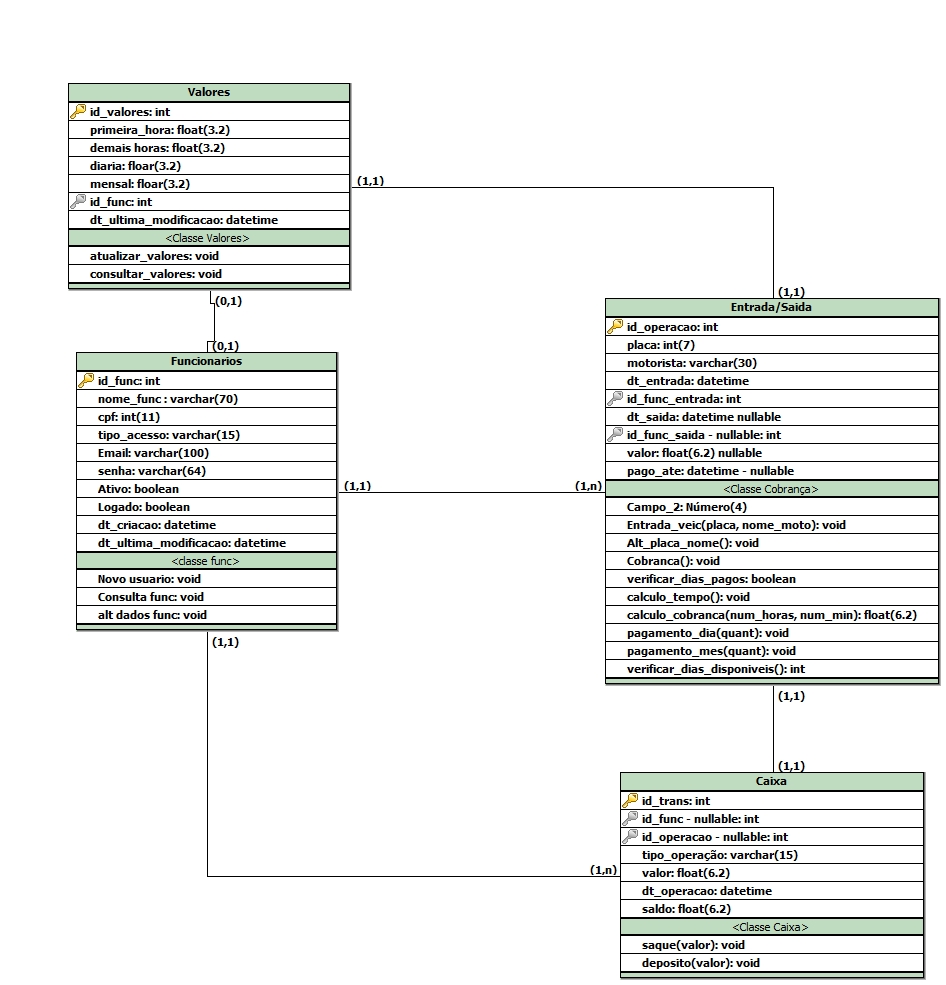 Valores
id_valores: int
primeira_hora: float(3.2)
demais horas: float(3.2)
diaria: floar(3.2)
mensal: floar(3.2)
id_func: int
dt_ultima_modificacao: datetime
<Classe Valores>
atualizar_valores: void
consultar_valores: void
(1,1)
(1,1)
(0,1)
(0,1)
Funcionarios
id_func: int
nome_func : varchar(70)
cpf: int(11)
tipo_acesso: varchar(15)
Email: varchar(100)
senha: varchar(64)
Ativo: boolean
Logado: boolean
dt_criacao: datetime
dt_ultima_modificacao: datetime
<classe func>
Novo usuario: void
Consulta func: void
alt dados func: void
(1,1)
(1,n)
Entrada/Saida
id_operacao: int
placa: int(7)
motorista: varchar(30)
dt_entrada: datetime
id_func_entrada: int
dt_saida: datetime nullable
id_func_saida - nullable: int
valor: float(6.2) nullable
pago_ate: datetime - nullable
<Classe Cobrança>
Campo_2: Número(4)
Entrada_veic(placa, nome_moto): void
Alt_placa_nome(): void
Cobranca(): void
verificar_dias_pagos: boolean
calculo_tempo(): void
calculo_cobranca(num_horas, num_min): float(6.2)
pagamento_dia(quant): void
pagamento_mes(quant): void
verificar_dias_disponiveis(): int
(1,1)
(1,1)
(1,1)
(1,n)
Caixa
id_trans: int
id_func - nullable: int
id_operacao - nullable: int
tipo_operação: varchar(15)
valor: float(6.2)
dt_operacao: datetime
saldo: float(6.2)
<Classe Caixa>
saque(valor): void
deposito(valor): void